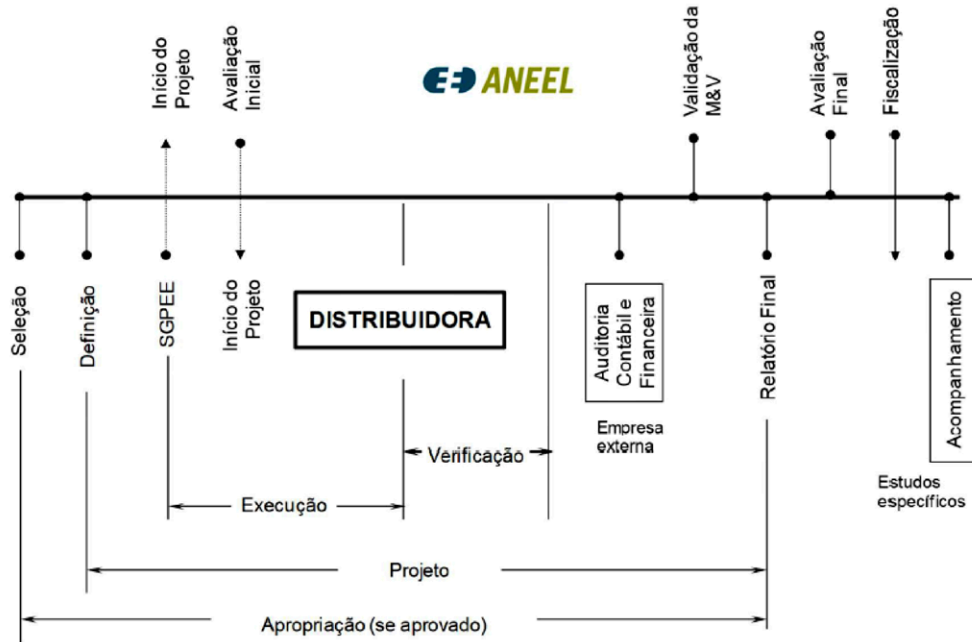 Início do
Projeto
Avaliação
Inicial
ANEEL
Validação da
M&V
Avaliação
Final
Fiscalização
Seleção
Definição
SGPEE
Início do
Projeto
DISTRIBUIDORA
Auditoria
Contábil e
Financeira
Empresa
externa
Relatório Final
Acompanhamento
Estudos
específicos
Verificação
Execução
Projeto
Apropriação (se aprovado)